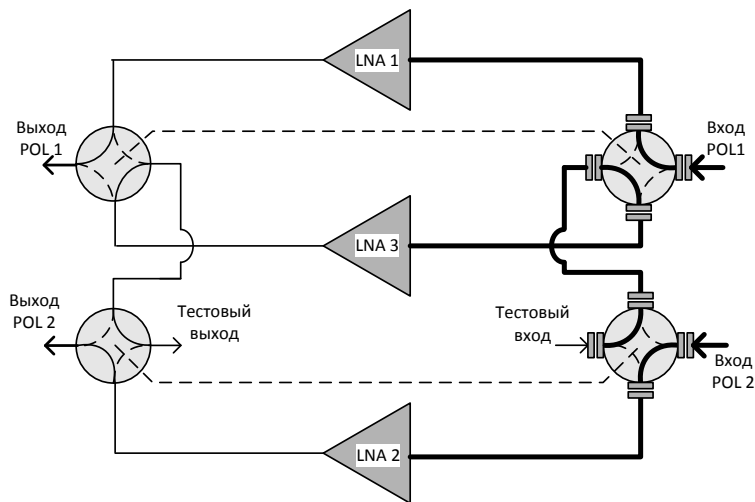 LNA 1
Выход
POL 1
Вход
POL1
LNA 3
Выход
POL 2
Тестовый
выход
Тестовый
вход
Вход
POL 2
LNA 2